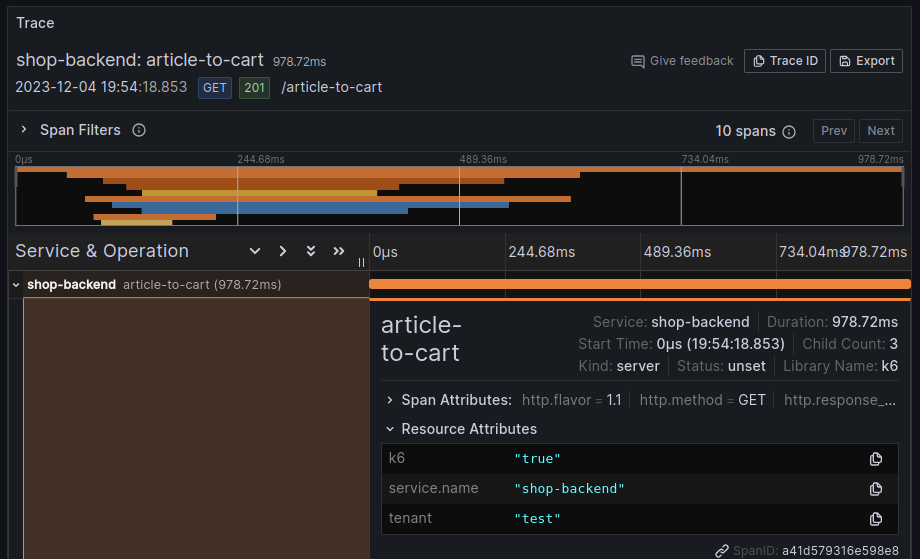 Trace
shop-backend: article-to-cart 978.72ms
Give feedback Trace ID Export
2023-12-04 19:54:18.853 GET 201 /article-to-cart
Span Filters 10 spans Prev Next
0μs 244.68ms 489.36ms 734.04ms 978.72ms
Service & Operation 0μs 244.68ms 489.36ms 734.04ms 978.72ms
shop-backend article-to-cart (978.72ms)
article-
to-cart
Service: shop-backend Duration: 978.72ms
Start Time: 0μs (19:54:18.853) Child Count: 3
Kind: server Status: unset Library Name: k6
Span Attributes: http.flavor = 1.1 http.method = GET http.response_...
Resource Attributes
k6 "true"
service.name "shop-backend"
tenant "test"
SpanID: a41d579316e598e8